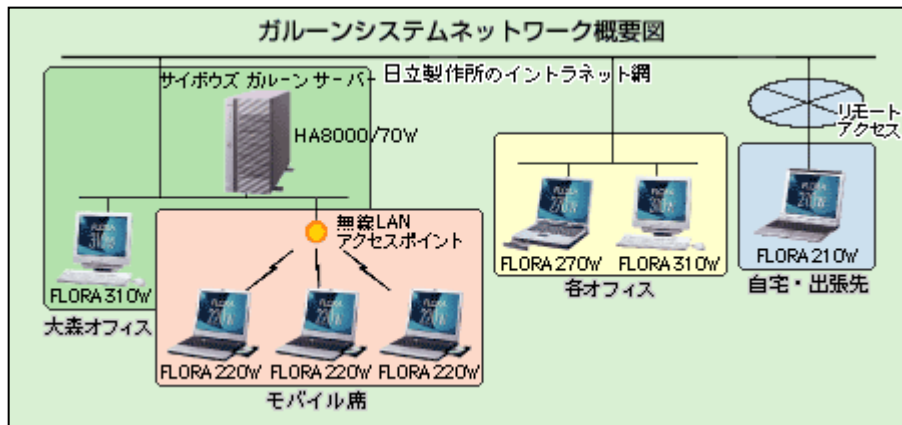 ガルーンシステムネットワーク概要図
サイボウズ ガルーン サーバー
日立製作所のイントラネット網
HA8000/70W
リモート
アクセス
無線LAN
アクセスポイント
FLORA 310W
大森オフィス
FLORA 220W
FLORA 220W
FLORA 220W
モバイル席
FLORA 270W
FLORA 310W
各オフィス
FLORA 210W
自宅・出張先